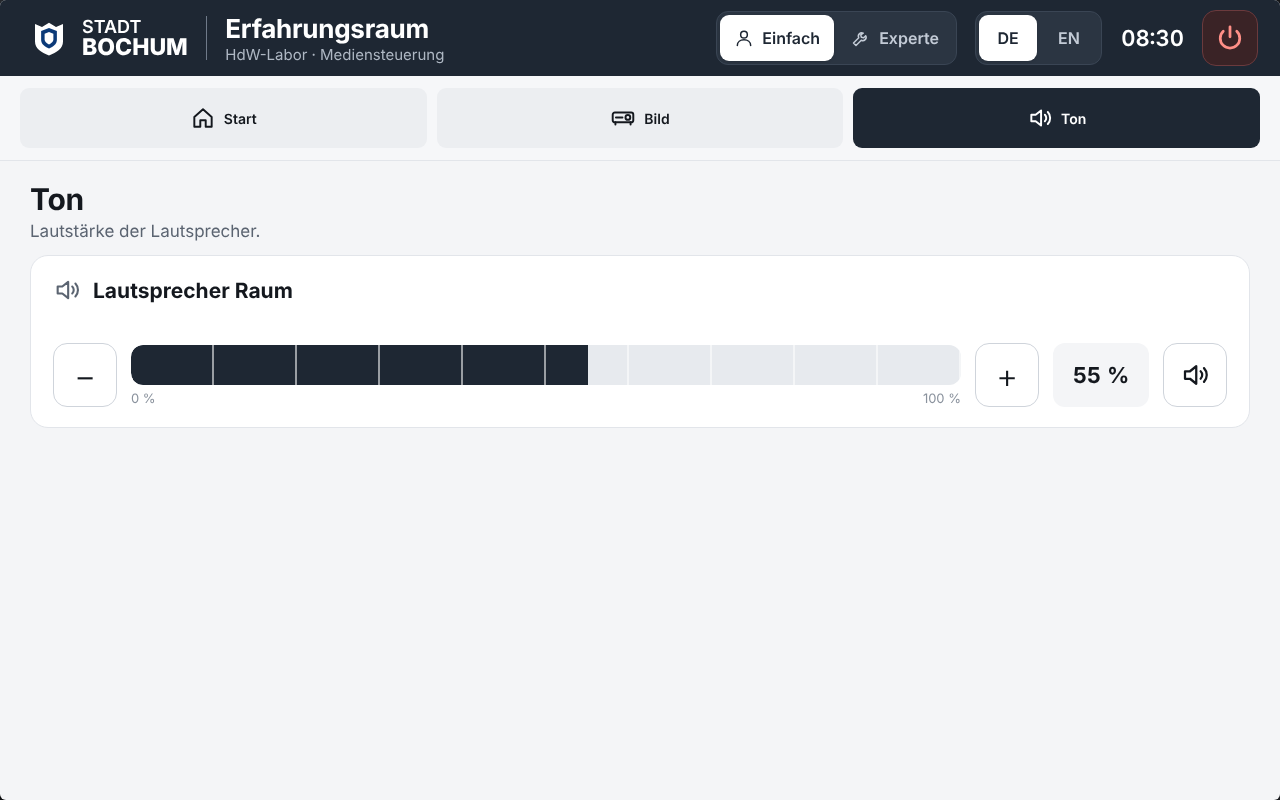 STADT
BOCHUM
Erfahrungsraum
HdW-Labor · Mediensteuerung
Einfach
Experte
DE
EN
08:30
Start
Bild
Ton
Ton
Lautstärke der Lautsprecher.
Lautsprecher Raum
−
+
55 %
0 %
100 %